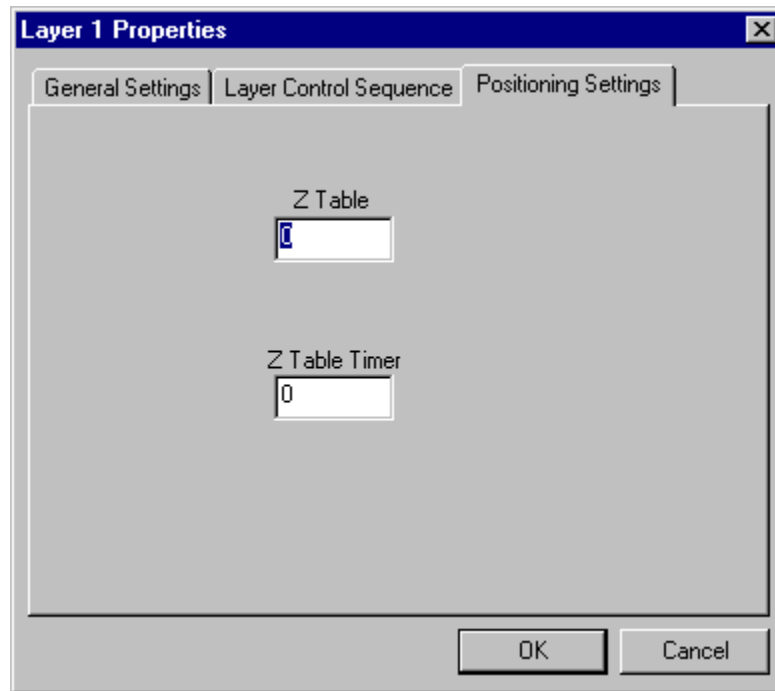 Layer 1 Properties
General Settings Layer Control Sequence Positioning Settings
Z Table
0
Z Table Timer
0
OK Cancel